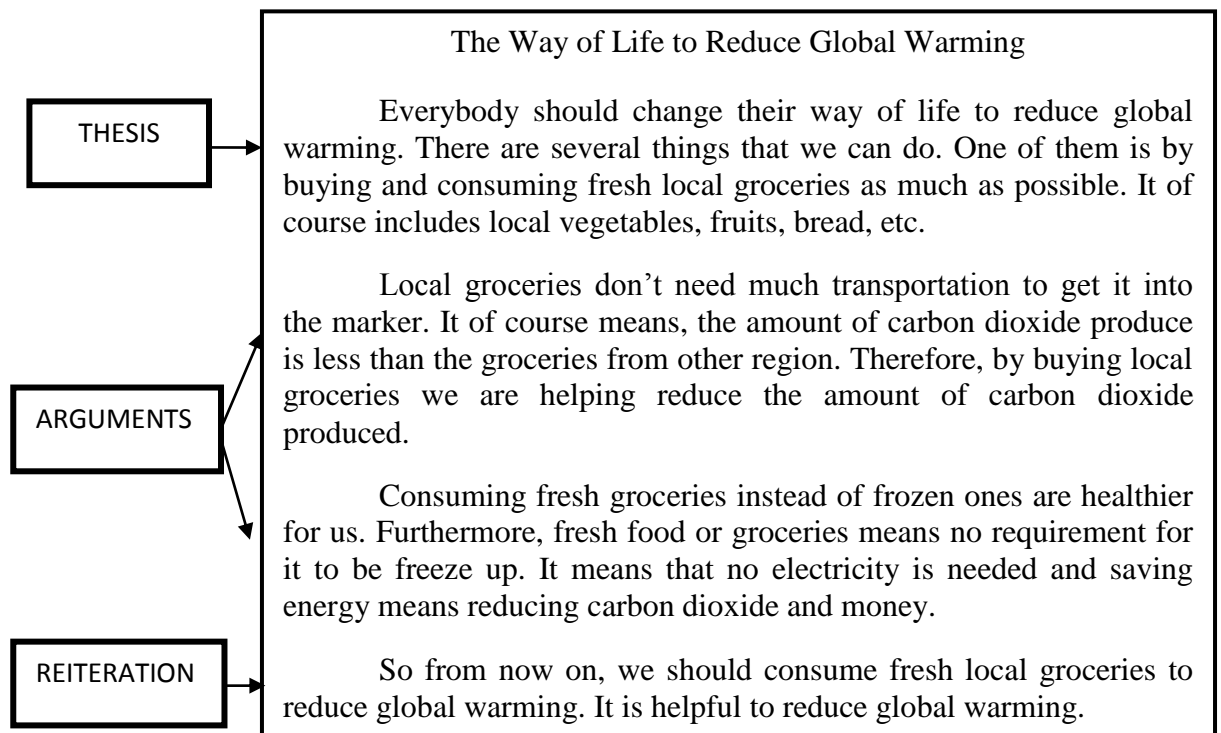 The Way of Life to Reduce Global Warming
THESIS
Everybody should change their way of life to reduce global
warming. There are several things that we can do. One of them is by
buying and consuming fresh local groceries as much as possible. It of
course includes local vegetables, fruits, bread, etc.
ARGUMENTS
Local groceries don’t need much transportation to get it into
the marker. It of course means, the amount of carbon dioxide produce
is less than the groceries from other region. Therefore, by buying local
groceries we are helping reduce the amount of carbon dioxide
produced.
Consuming fresh groceries instead of frozen ones are healthier
for us. Furthermore, fresh food or groceries means no requirement for
it to be freeze up. It means that no electricity is needed and saving
energy means reducing carbon dioxide and money.
REITERATION
So from now on, we should consume fresh local groceries to
reduce global warming. It is helpful to reduce global warming.